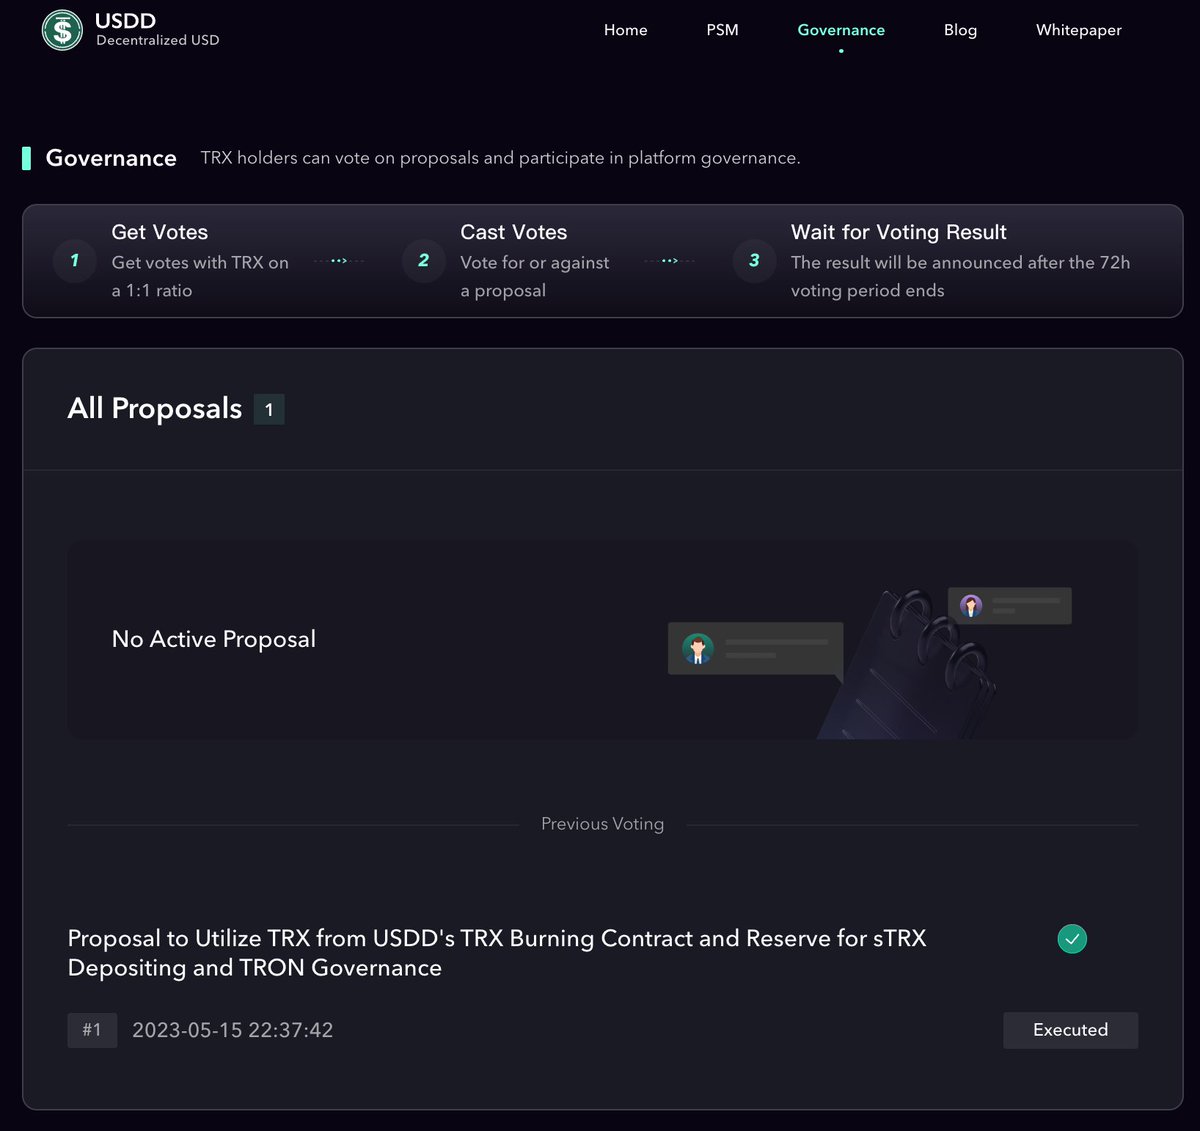 USDD
Decentralized USD
Home
PSM
Governance
Blog
Whitepaper
Governance
TRX holders can vote on proposals and participate in platform governance.
1
Get Votes
Get votes with TRX on
a 1:1 ratio
2
Cast Votes
Vote for or against
a proposal
3
Wait for Voting Result
The result will be announced after the 72h
voting period ends
All Proposals
1
No Active Proposal
Previous Voting
Proposal to Utilize TRX from USDD's TRX Burning Contract and Reserve for sTRX
Depositing and TRON Governance
#1
2023-05-15 22:37:42
Executed